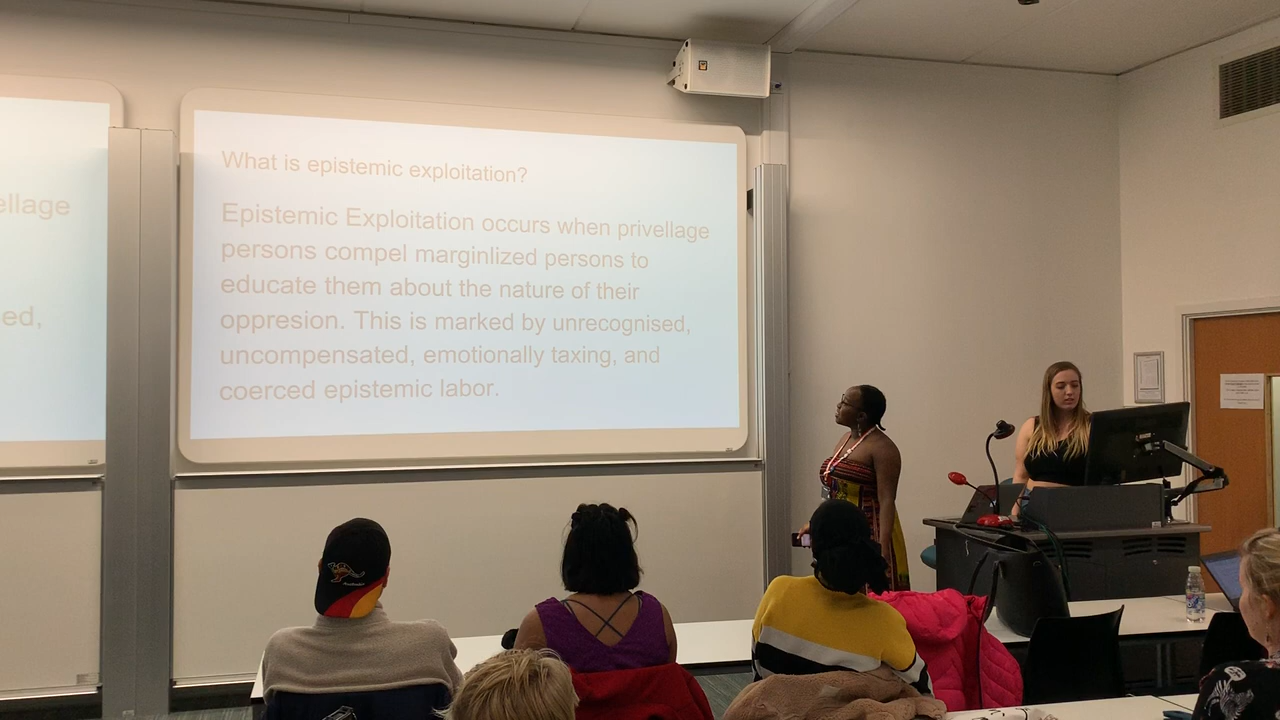 ellage
ed,
What is epistemic exploitation?
Epistemic Exploitation occurs when privellage
persons compel marginlized persons to
educate them about the nature of their
oppresion. This is marked by unrecognised,
uncompensated, emotionally taxing, and
coerced epistemic labor.